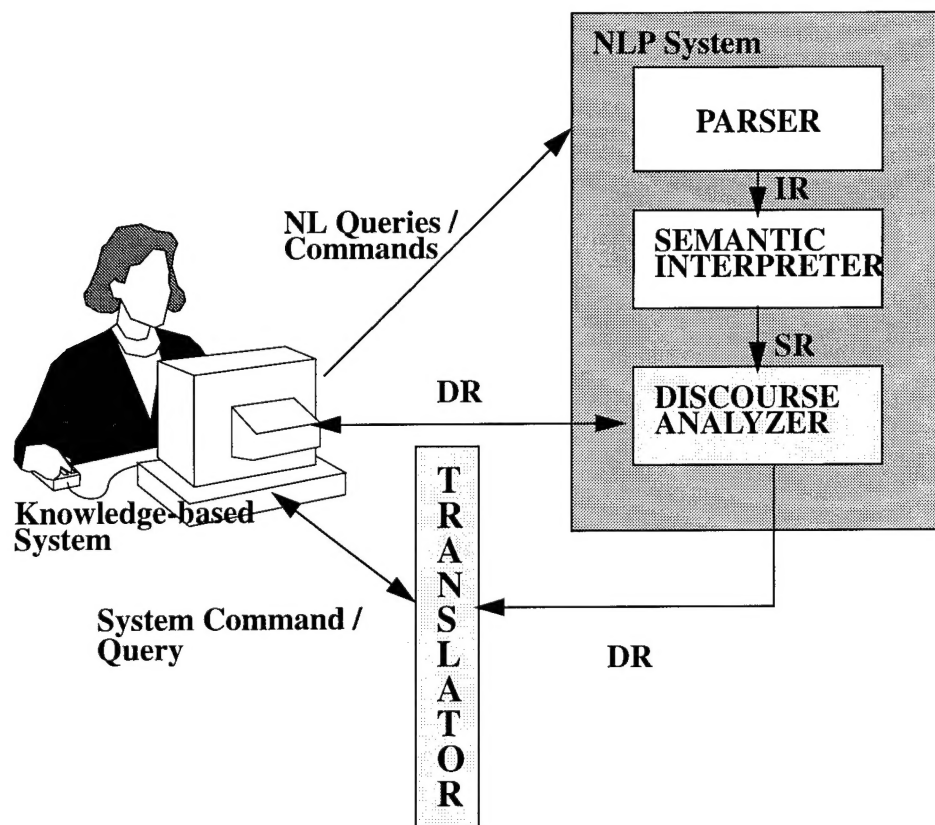 NLP System
PARSER
IR
NL Queries /
Commands
SEMANTIC
INTERPRETER
SR
DR
DISCOURSE
ANALYZER
Knowledge-based
System
TRANSLATOR
System Command /
Query
DR